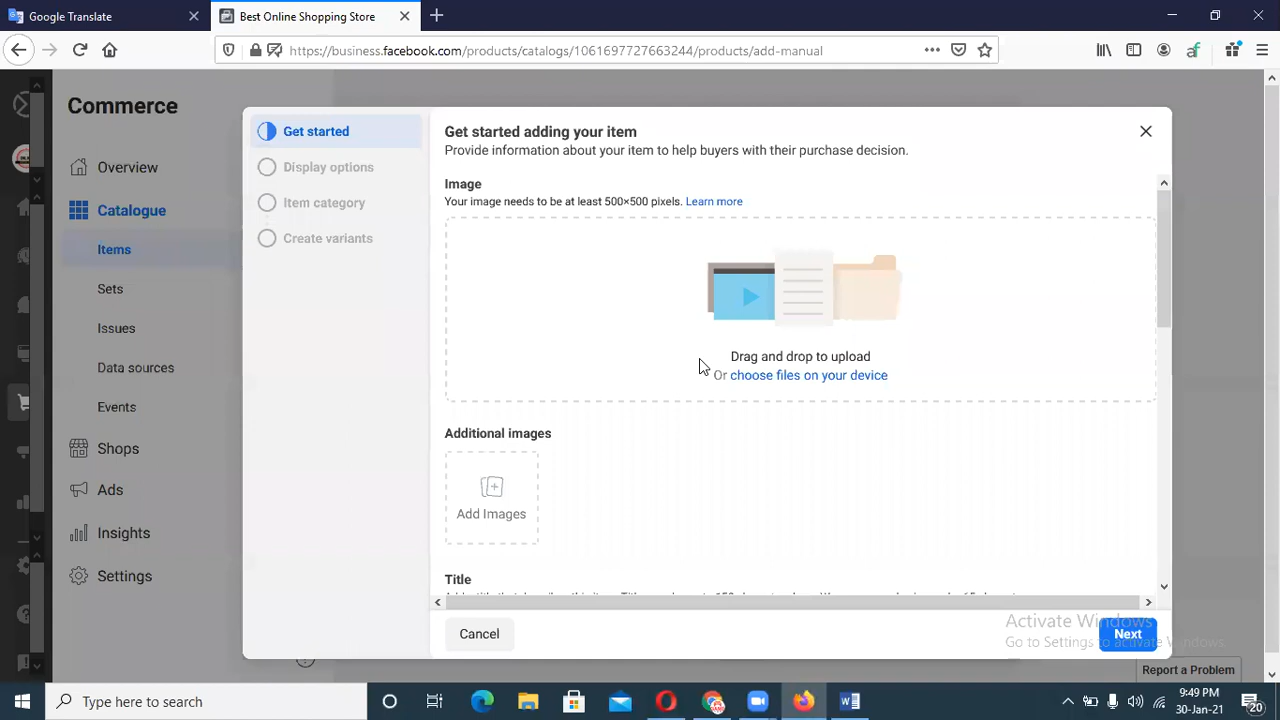 Google Translate
Best Online Shopping Store
https://business.facebook.com/products/catalogs/1061697727663244/products/add-manual
Commerce
Overview
Catalogue
Items
Sets
Issues
Data sources
Events
Shops
Ads
Insights
Settings
Get started
Display options
Item category
Create variants
Get started adding your item
Provide information about your item to help buyers with their purchase decision.
Image
Your image needs to be at least 500×500 pixels. Learn more
Drag and drop to upload
Or choose files on your device
Additional images
Add Images
Title
Cancel
Next
Activate Windows
Go to Settings to activate Windows.
Report a Problem
Type here to search
9:49 PM
30-Jan-21
20